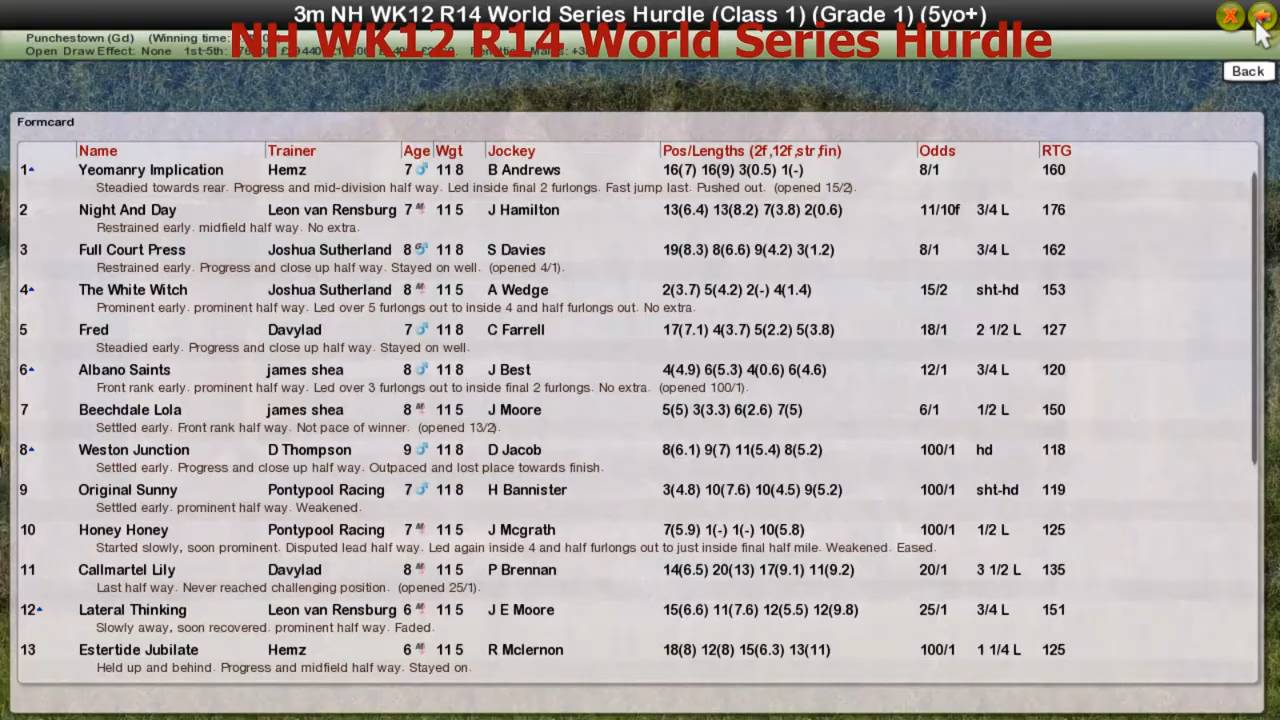 3m NH WK12 R14 World Series Hurdle (Class 1) (Grade 1) (5yo+)
NH WK12 R14 World Series Hurdle
Punchestown (Gd) (Winning time:
Open Draw Effect: None 1st-5th:
Back
Formcard
Name Trainer Age Wgt Jockey Pos/Lengths (2f,12f,str,fin) Odds RTG
1 Yeomanry Implication Hemz 7 11 8 B Andrews 16(7) 16(9) 3(0.5) 1(-) 8/1 160
Steadied towards rear. Progress and mid-division half way. Led inside final 2 furlongs. Fast jump last. Pushed out. (opened 15/2).
2 Night And Day Leon van Rensburg 7 11 5 J Hamilton 13(6.4) 13(8.2) 7(3.8) 2(0.6) 11/10f 3/4 L 176
Restrained early. midfield half way. No extra.
3 Full Court Press Joshua Sutherland 8 11 8 S Davies 19(8.3) 8(6.6) 9(4.2) 3(1.2) 8/1 3/4 L 162
Restrained early. Progress and close up half way. Stayed on well. (opened 4/1).
4 The White Witch Joshua Sutherland 8 11 5 A Wedge 2(3.7) 5(4.2) 2(-) 4(1.4) 15/2 sht-hd 153
Prominent early. prominent half way. Led over 5 furlongs out to inside 4 and half furlongs out. No extra.
5 Fred Davylad 7 11 8 C Farrell 17(7.1) 4(3.7) 5(2.2) 5(3.8) 18/1 2 1/2 L 127
Steadied early. Progress and close up half way. Stayed on well.
6 Albano Saints james shea 8 11 8 J Best 4(4.9) 6(5.3) 4(0.6) 6(4.6) 12/1 3/4 L 120
Front rank early. prominent half way. Led over 3 furlongs out to inside final 2 furlongs. No extra. (opened 100/1).
7 Beechdale Lola james shea 8 11 5 J Moore 5(5) 3(3.3) 6(2.6) 7(5) 6/1 1/2 L 150
Settled early. Front rank half way. Not pace of winner. (opened 13/2).
8 Weston Junction D Thompson 9 11 8 D Jacob 8(6.1) 9(7) 11(5.4) 8(5.2) 100/1 hd 118
Settled early. Progress and close up half way. Outpaced and lost place towards finish.
9 Original Sunny Pontypool Racing 7 11 8 H Bannister 3(4.8) 10(7.6) 10(4.5) 9(5.2) 100/1 sht-hd 119
Settled early. prominent half way. Weakened.
10 Honey Honey Pontypool Racing 7 11 5 J Mcgrath 7(5.9) 1(-) 1(-) 10(5.8) 100/1 1/2 L 125
Started slowly, soon prominent. Disputed lead half way. Led again inside 4 and half furlongs out to just inside final half mile. Weakened. Eased.
11 Callmartel Lily Davylad 8 11 5 P Brennan 14(6.5) 20(13) 17(9.1) 11(9.2) 20/1 3 1/2 L 135
Last half way. Never reached challenging position. (opened 25/1).
12 Lateral Thinking Leon van Rensburg 6 11 5 J E Moore 15(6.6) 11(7.6) 12(5.5) 12(9.8) 25/1 3/4 L 151
Slowly away, soon recovered. prominent half way. Faded.
13 Estertide Jubilate Hemz 6 11 5 R Mclernon 18(8) 12(8) 15(6.3) 13(11) 100/1 1 1/4 L 125
Held up and behind. Progress and midfield half way. Stayed on.